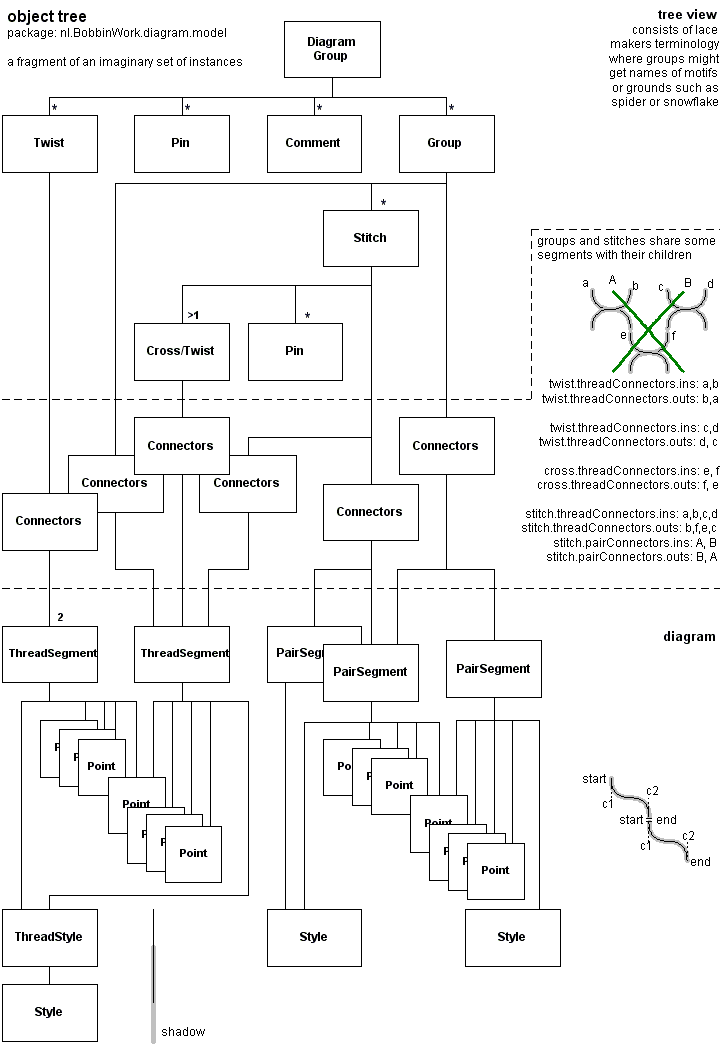 object tree
package: nl.BobbinWork.diagram.model
a fragment of an imaginary set of instances
tree view
consists of lace
makers terminology
where groups might
get names of motifs
or grounds such as
spider or snowflake
Diagram
Group
*
*
*
*
Twist
Pin
Comment
Group
*
Stitch
>1
*
Cross/Twist
Pin
groups and stitches share some
segments with their children
a
A
b
c
B
d
e
f
twist.threadConnectors.ins: a,b
twist.threadConnectors.outs: b,a
twist.threadConnectors.ins: c,d
twist.threadConnectors.outs: d, c
cross.threadConnectors.ins: e, f
cross.threadConnectors.outs: f, e
stitch.threadConnectors.ins: a,b,c,d
stitch.threadConnectors.outs: b,f,e,c
stitch.pairConnectors.ins: A, B
stitch.pairConnectors.outs: B, A
Connectors
Connectors
Connectors
Connectors
Connectors
Connectors
2
diagram
ThreadSegment
ThreadSegment
PairSegm
PairSegment
PairSegment
P
P
Point
Point
P
P
Point
Po
P
Point
Point
P
P
Point
start
c1
c2
start
end
c1
c2
end
ThreadStyle
Style
Style
Style
shadow